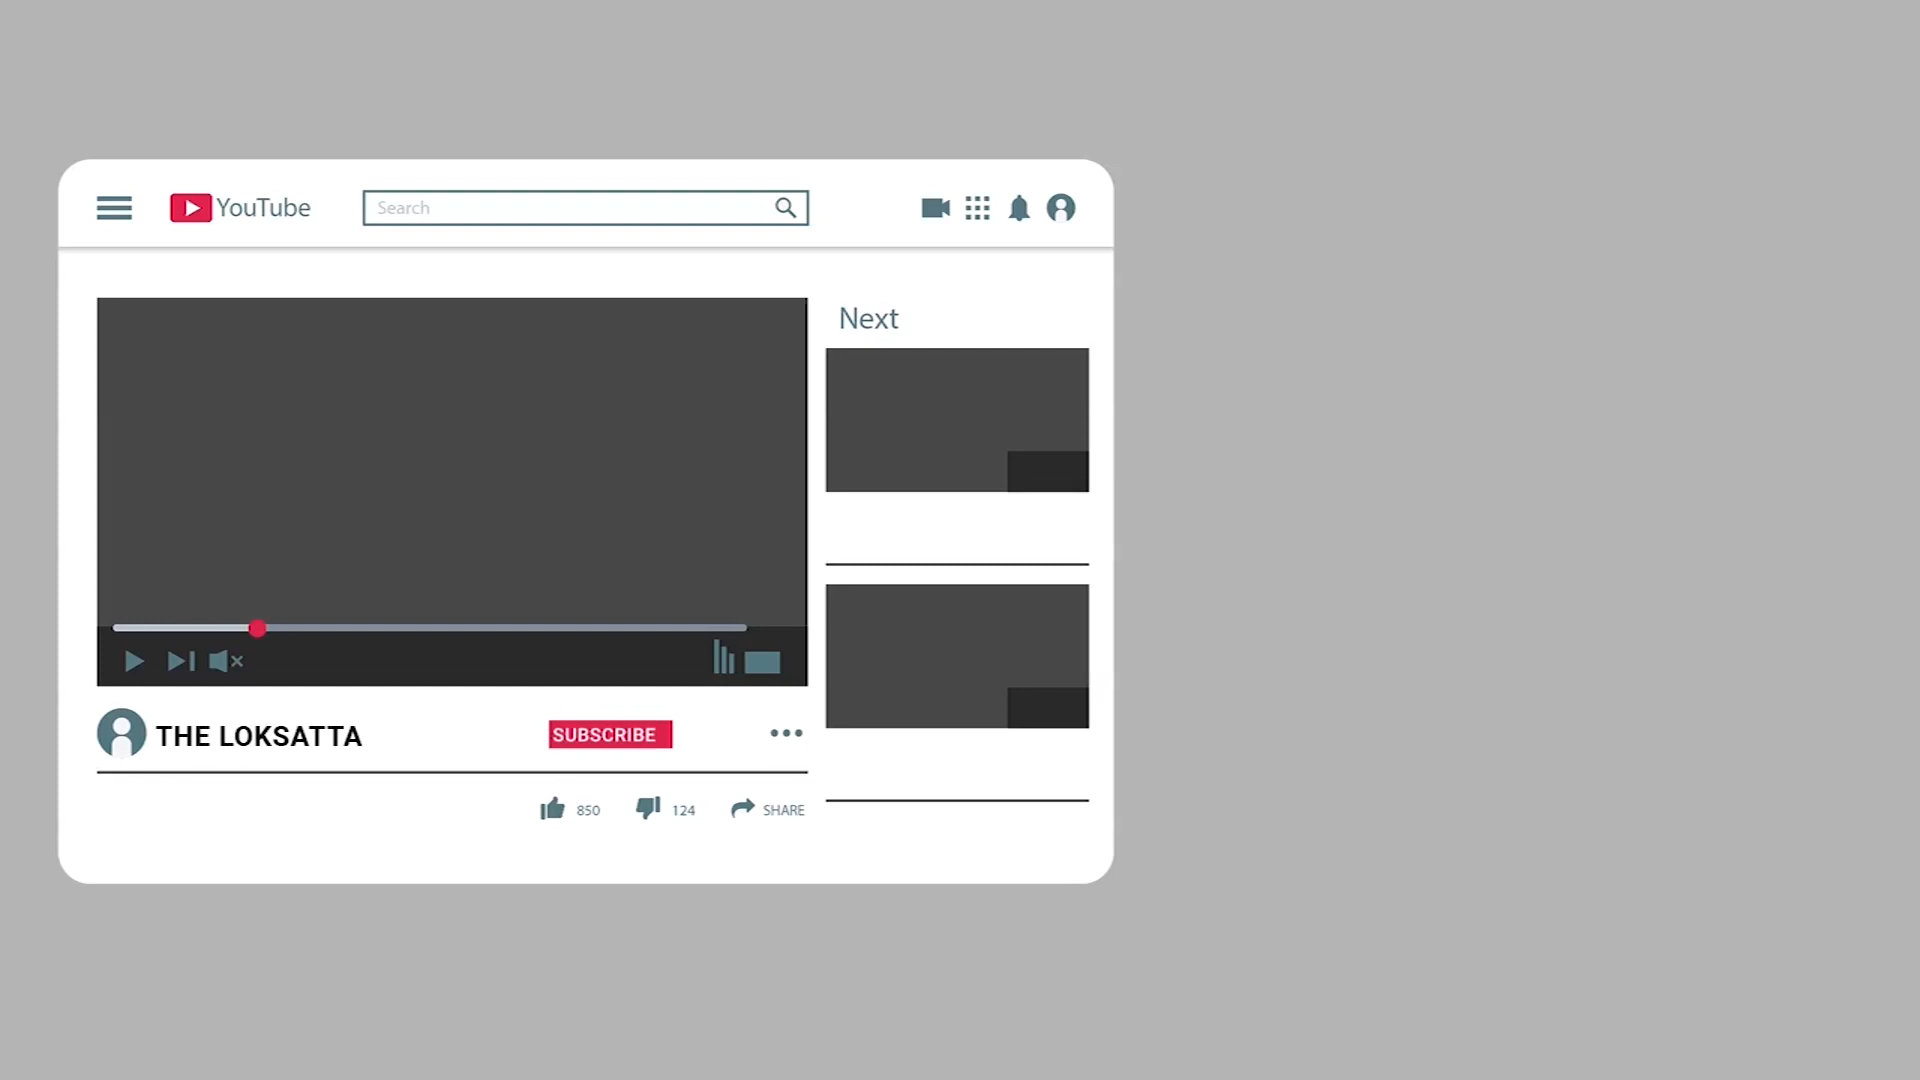 YouTube
Search
Next
THE LOKSATTA
SUBSCRIBE
850
124
SHARE